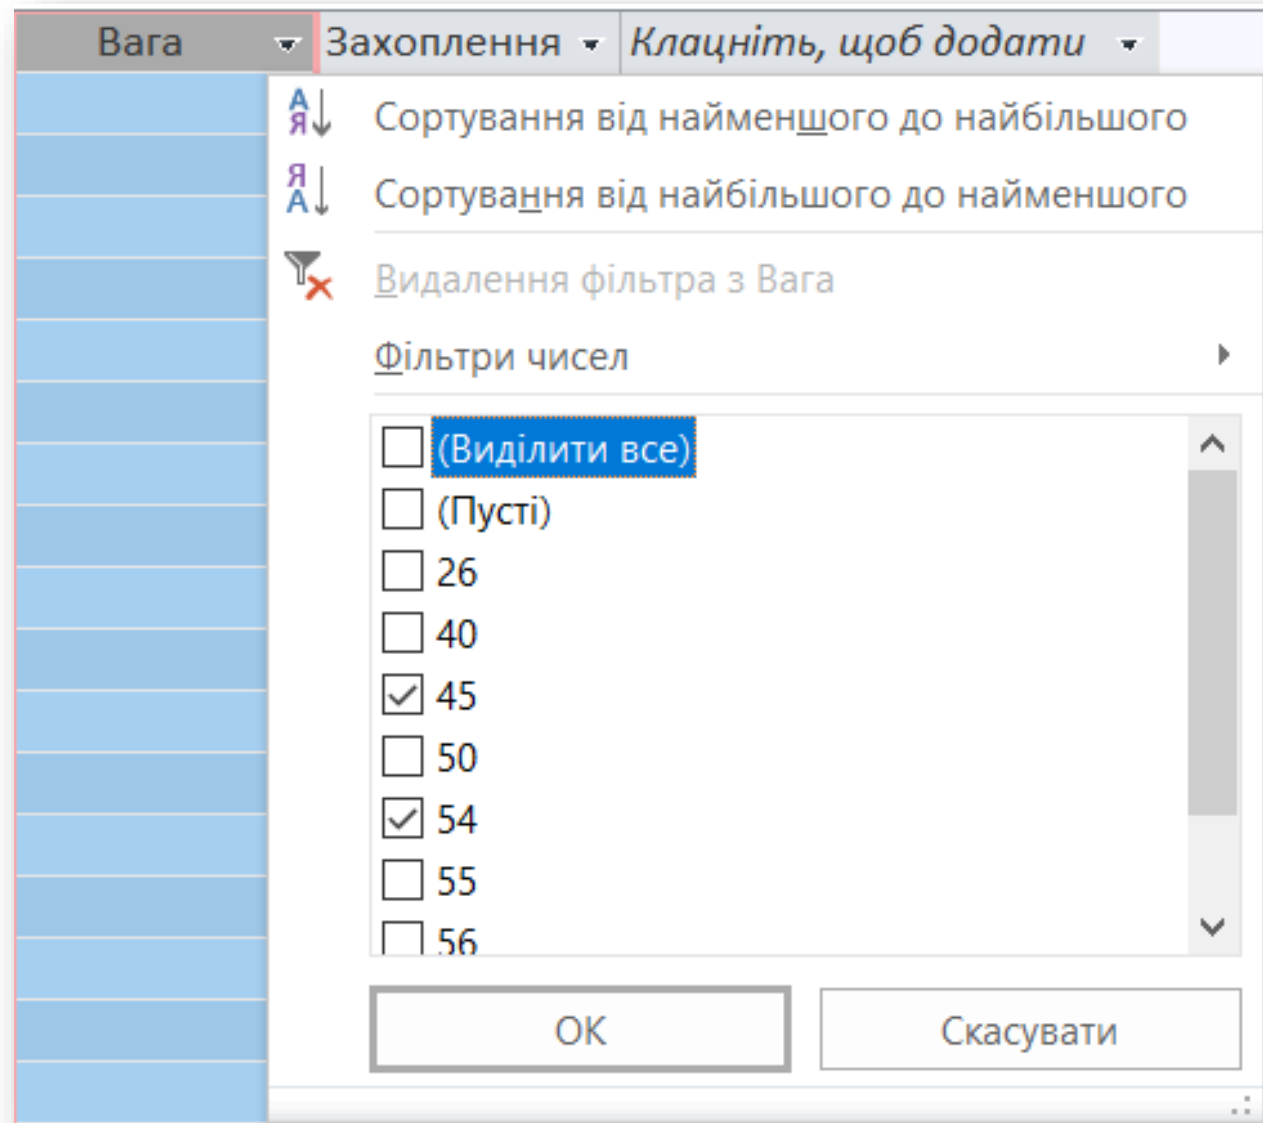 Вага Захоплення Клацніть, щоб додати
Сортування від найменшого до найбільшого
Сортування від найбільшого до найменшого
Видалення фільтра з Вага
Фільтри чисел
(Виділити все)
(Пусті)
26
40
45
50
54
55
56
ОК Скасувати